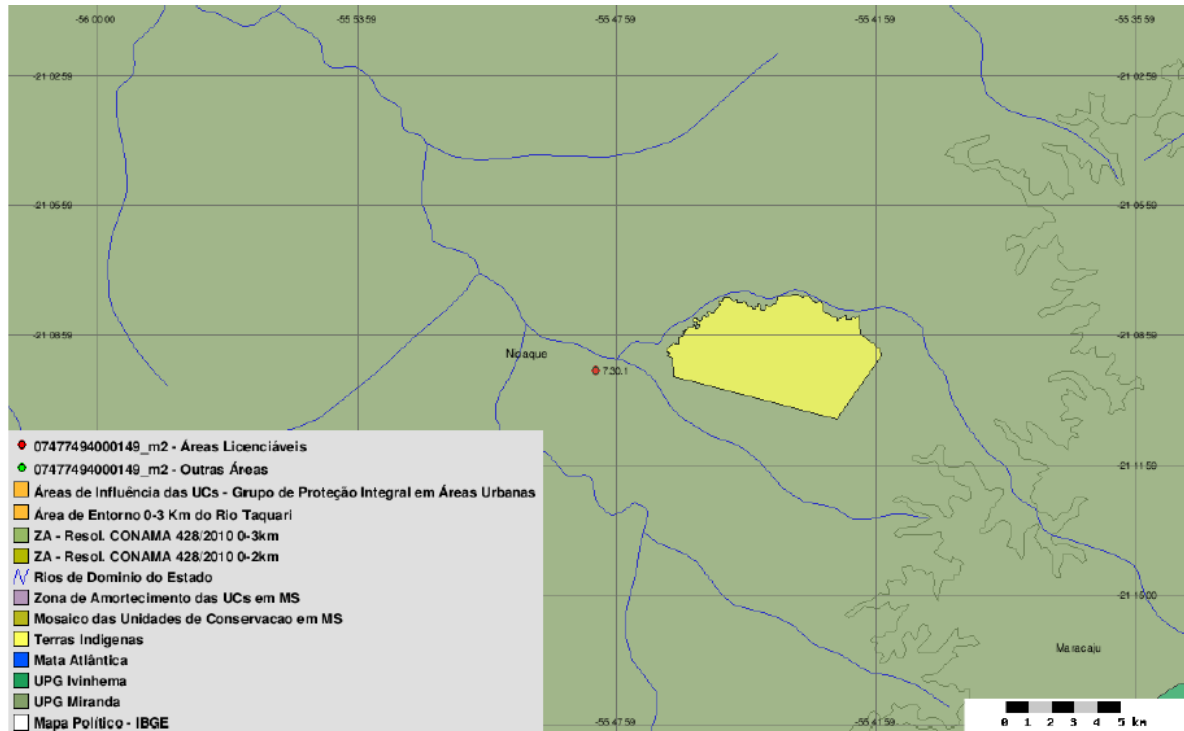 -56 00:00 -55 53:59 -55 47:59 -55 41:59 -55 35:59
-21 02:59 -21 02:59
-21 05:59 -21 05:59
-21 08:59 -21 08:59
Nioaque
7.30.1
-21 11:59
-21 15:00
Maracaju
07477494000149_m2 - Áreas Licenciáveis
07477494000149_m2 - Outras Áreas
Áreas de Influência das UCs - Grupo de Proteção Integral em Áreas Urbanas
Área de Entorno 0-3 Km do Rio Taquari
ZA - Resol. CONAMA 428/2010 0-3km
ZA - Resol. CONAMA 428/2010 0-2km
Rios de Dominio do Estado
Zona de Amortecimento das UCs em MS
Mosaico das Unidades de Conservacao em MS
Terras Indigenas
Mata Atlântica
UPG Ivinhema
UPG Miranda
Mapa Político - IBGE
-55 47:59 -55 41:59
0 1 2 3 4 5 km